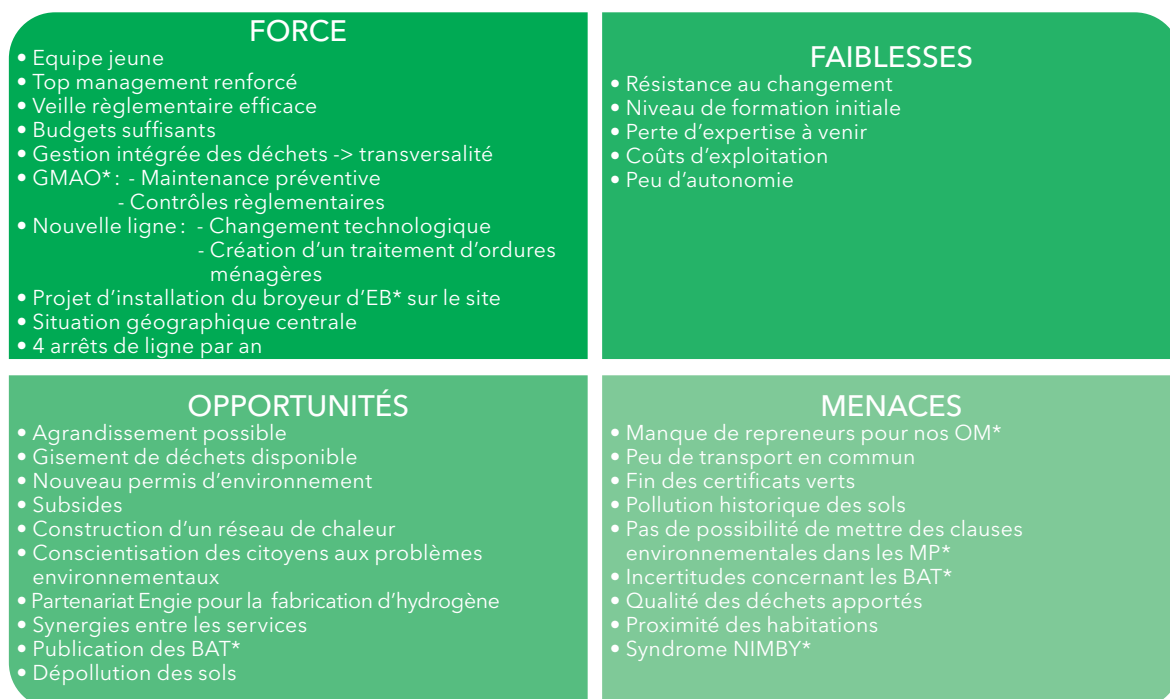 FORCE
• Equipe jeune
• Top management renforcé
• Veille règlementaire efficace
• Budgets suffisants
• Gestion intégrée des déchets -> transversalité
• GMAO* : - Maintenance préventive
- Contrôles règlementaires
• Nouvelle ligne : - Changement technologique
- Création d'un traitement d'ordures
ménagères
• Projet d'installation du broyeur d'EB* sur le site
• Situation géographique centrale
• 4 arrêts de ligne par an
FAIBLESSES
• Résistance au changement
• Niveau de formation initiale
• Perte d'expertise à venir
• Coûts d'exploitation
• Peu d'autonomie
OPPORTUNITÉS
• Agrandissement possible
• Gisement de déchets disponible
• Nouveau permis d'environnement
• Subsides
• Construction d'un réseau de chaleur
• Conscientisation des citoyens aux problèmes
environnementaux
• Partenariat Engie pour la fabrication d'hydrogène
• Synergies entre les services
• Publication des BAT*
• Dépollution des sols
MENACES
• Manque de repreneurs pour nos OM*
• Peu de transport en commun
• Fin des certificats verts
• Pollution historique des sols
• Pas de possibilité de mettre des clauses
environnementales dans les MP*
• Incertitudes concernant les BAT*
• Qualité des déchets apportés
• Proximité des habitations
• Syndrome NIMBY*